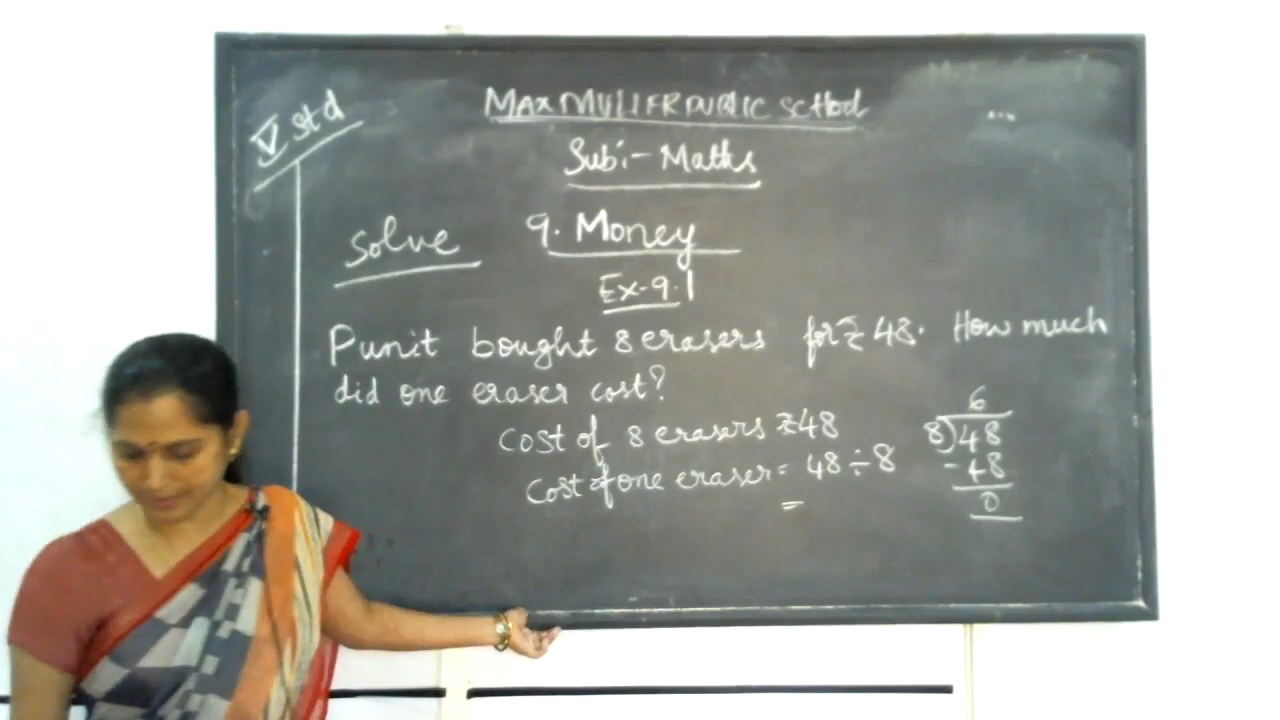 V Std
MAX MULLER PUBLIC SCHOOL
Sub:- Maths
Solve 9. Money
Ex-9.1
Punit bought 8 erasers for ₹ 48. How much
did one eraser cost?
Cost of 8 erasers ₹48
Cost of one eraser = 48 ÷ 8
=
6
8)48
-48
0